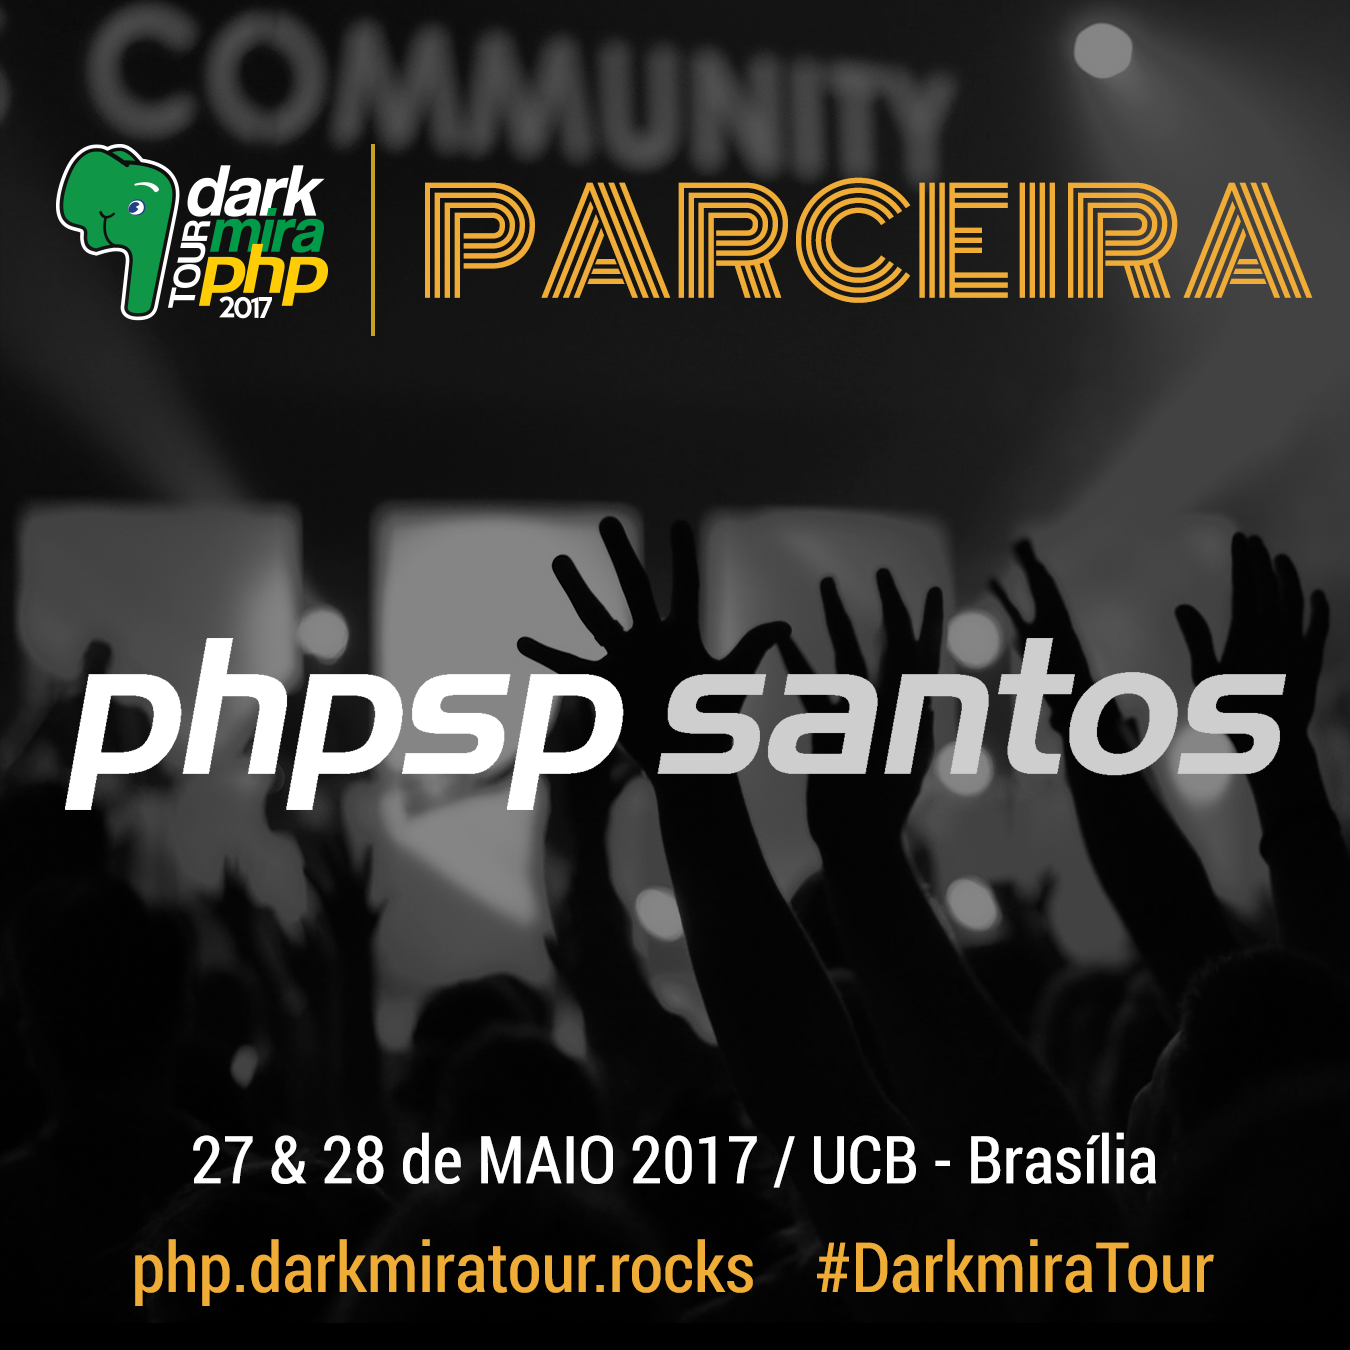 COMMUNITY
dark
mira
TOUR
php
2017
PARCEIRA
phpsp santos
27 & 28 de MAIO 2017 / UCB - Brasília
php.darkmiratour.rocks #DarkmiraTour